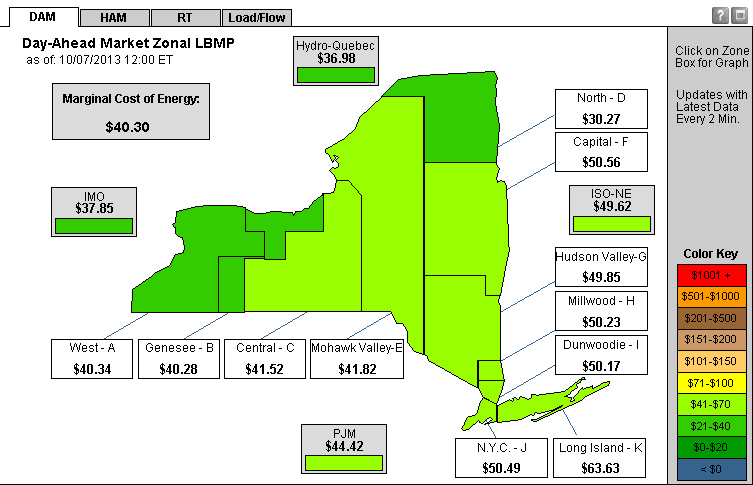 DAM
HAM
RT
Load/Flow
?
Day-Ahead Market Zonal LBMP
as of: 10/07/2013 12:00 ET
Click on Zone
Box for Graph
Updates with
Latest Data
Every 2 Min.
Marginal Cost of Energy:
$40.30
Hydro-Quebec
$36.98
North - D
$30.27
Capital - F
$50.56
IMO
$37.85
ISO-NE
$49.62
Hudson Valley-G
$49.85
Millwood - H
$50.23
Dunwoodie - I
$50.17
West - A
$40.34
Genesee - B
$40.28
Central - C
$41.52
Mohawk Valley-E
$41.82
PJM
$44.42
N.Y.C. - J
$50.49
Long Island - K
$63.63
Color Key
$1001 +
$501-$1000
$201-$500
$151-$200
$101-$150
$71-$100
$41-$70
$21-$40
$0-$20
< $0